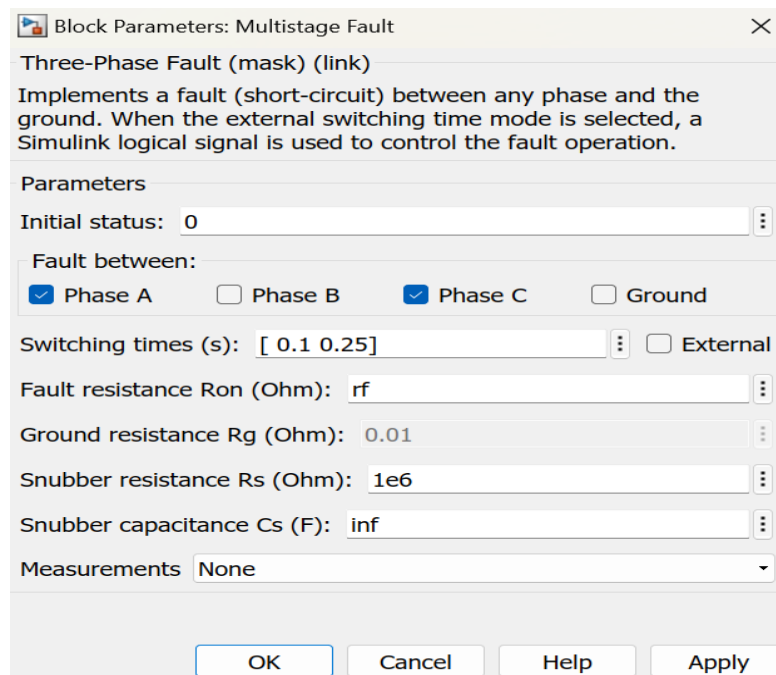 Block Parameters: Multistage Fault
Three-Phase Fault (mask) (link)
Implements a fault (short-circuit) between any phase and the
ground. When the external switching time mode is selected, a
Simulink logical signal is used to control the fault operation.
Parameters
Initial status: 0
Fault between:
Phase A Phase B Phase C Ground
Switching times (s): [ 0.1 0.25] External
Fault resistance Ron (Ohm): rf
Ground resistance Rg (Ohm): 0.01
Snubber resistance Rs (Ohm): 1e6
Snubber capacitance Cs (F): inf
Measurements None
OK Cancel Help Apply